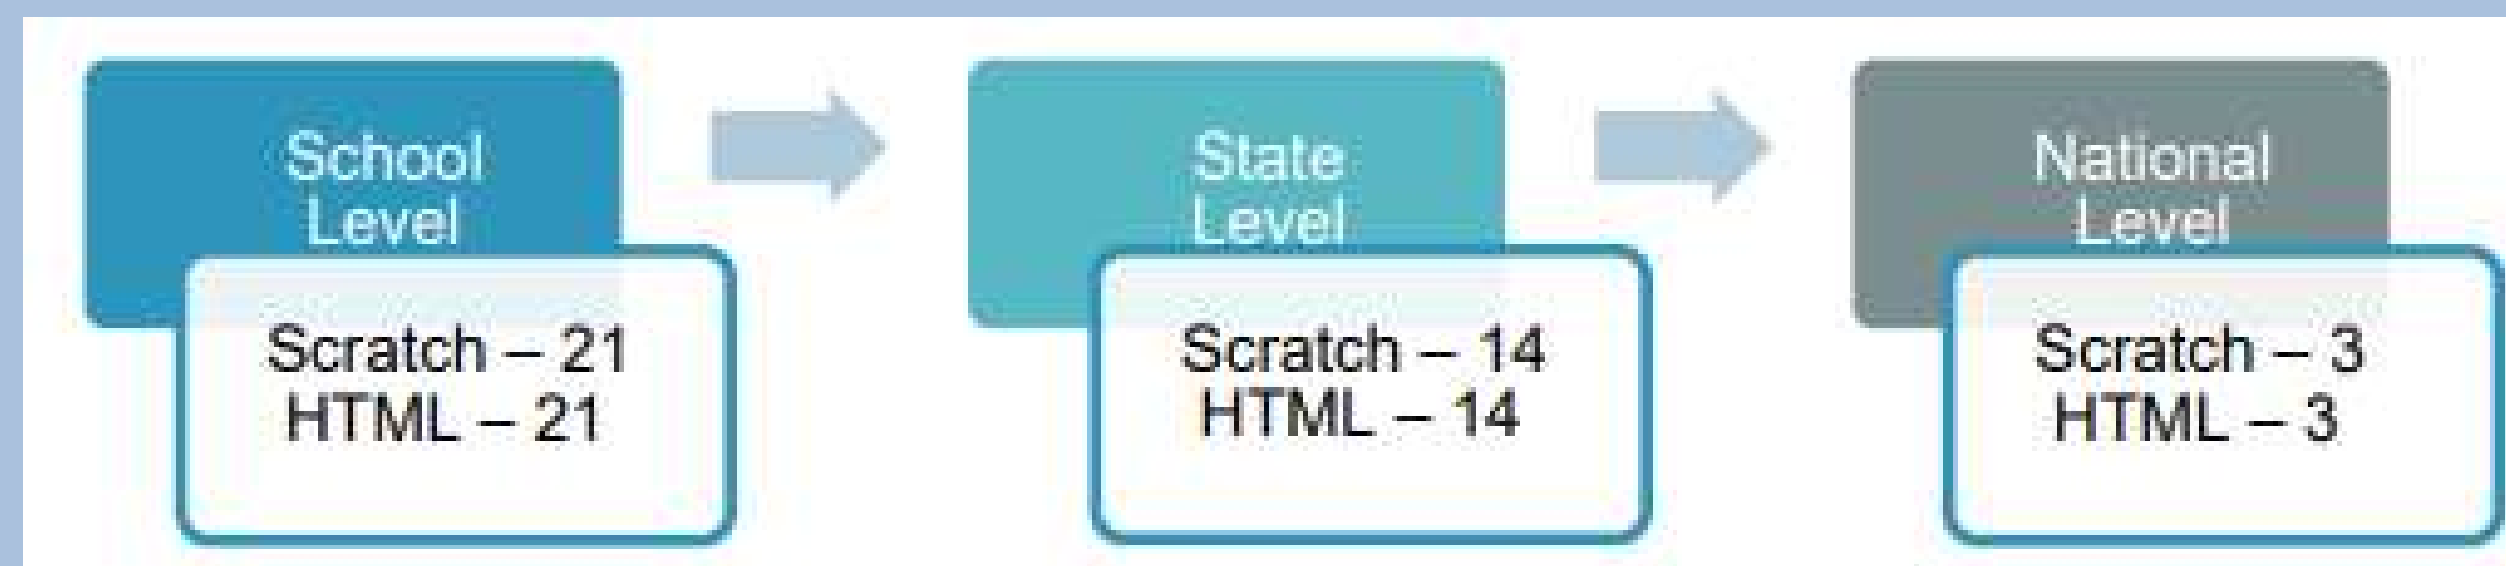 School
Level
Scratch – 21
HTML – 21
State
Level
Scratch – 14
HTML – 14
National
Level
Scratch – 3
HTML – 3